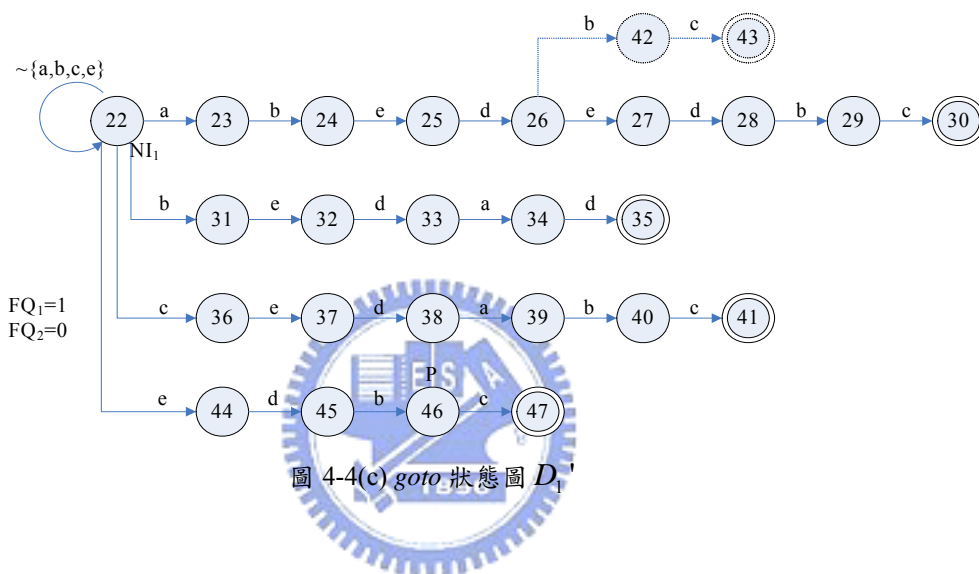 b c
42 43
~{a,b,c,e}
22 a 23 b 24 e 25 d 26 e 27 d 28 b 29 c 30
NI₁
b 31 e 32 d 33 a 34 d 35
FQ₁=1
FQ₂=0
c 36 e 37 d 38 a 39 b 40 c 41
P
e 44 d 45 b 46 c 47
圖 4-4(c) goto 狀態圖 D₁'